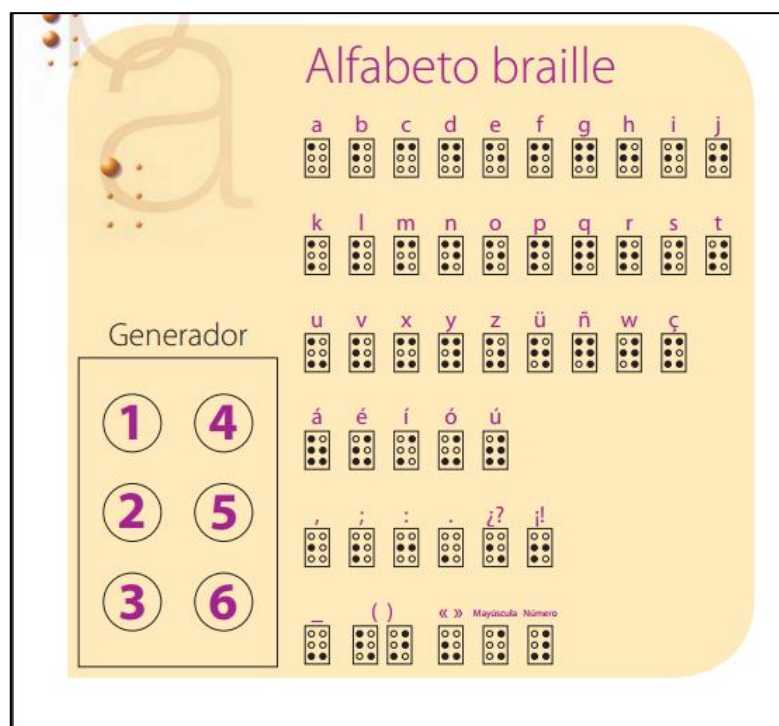 Alfabeto braille
a b c d e f g h i j
k l m n o p q r s t
u v x y z ü ñ w ç
á é í ó ú
, ; : . ¿? ¡!
_ ( ) « » Mayúscula Número
Generador
1 4
2 5
3 6
a